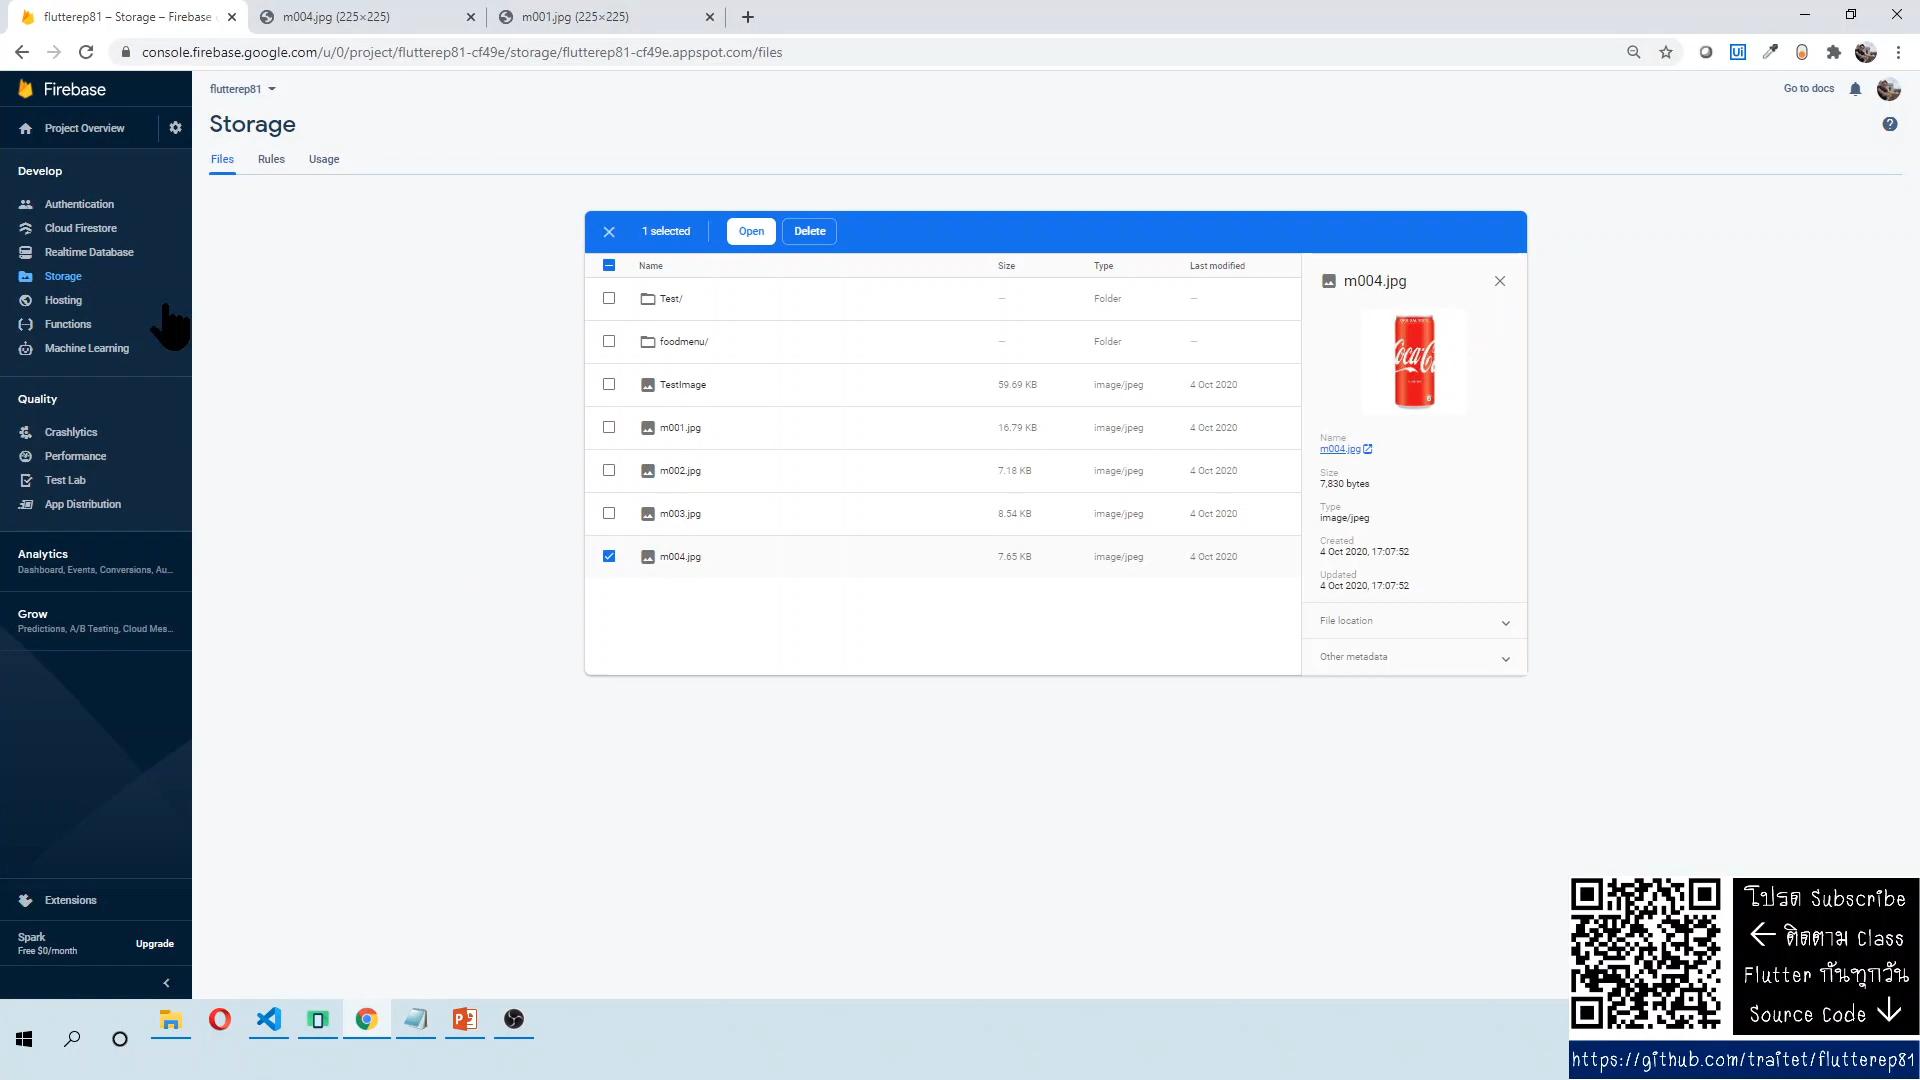 flutterep81 – Storage – Firebase
m004.jpg (225×225)
m001.jpg (225×225)
console.firebase.google.com/u/0/project/flutterep81-cf49e/storage/flutterep81-cf49e.appspot.com/files
Firebase
flutterep81
Go to docs
Project Overview
Storage
Files
Rules
Usage
Develop
Authentication
Cloud Firestore
Realtime Database
Storage
Hosting
Functions
Machine Learning
Quality
Crashlytics
Performance
Test Lab
App Distribution
Analytics
Dashboard, Events, Conversions, Au...
Grow
Predictions, A/B Testing, Cloud Mes...
Extensions
Spark
Free $0/month
Upgrade
1 selected
Open
Delete
Name
Size
Type
Last modified
Test/
—
Folder
—
foodmenu/
—
Folder
—
TestImage
59.69 KB
image/jpeg
4 Oct 2020
m001.jpg
16.79 KB
image/jpeg
4 Oct 2020
m002.jpg
7.18 KB
image/jpeg
4 Oct 2020
m003.jpg
8.54 KB
image/jpeg
4 Oct 2020
m004.jpg
7.65 KB
image/jpeg
4 Oct 2020
m004.jpg
Name
m004.jpg
Size
7,830 bytes
Type
image/jpeg
Created
4 Oct 2020, 17:07:52
Updated
4 Oct 2020, 17:07:52
File location
Other metadata
โปรด Subscribe
← ติดตาม Class
Flutter กันทุกวัน
Source Code ↓
https://github.com/traitet/flutterep81